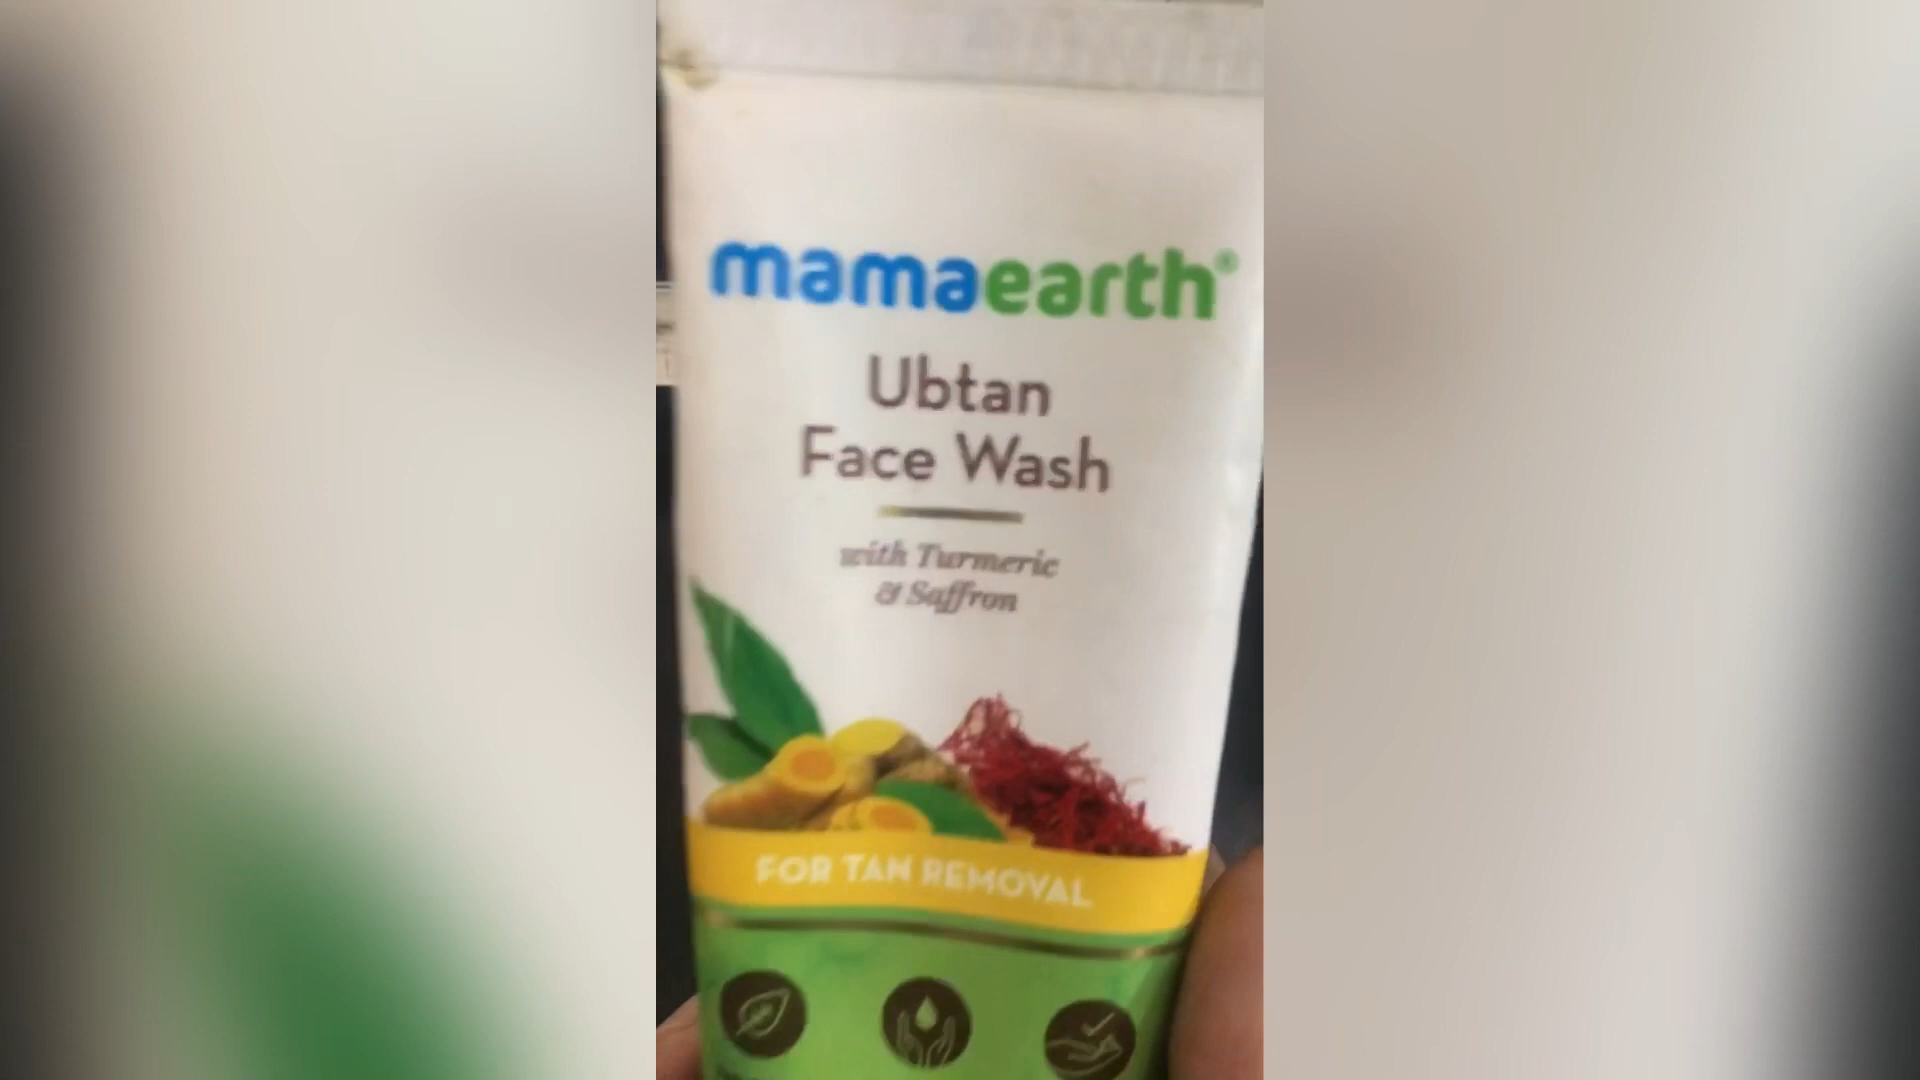 mamaearth®
Ubtan
Face Wash
with Turmeric
& Saffron
FOR TAN REMOVAL